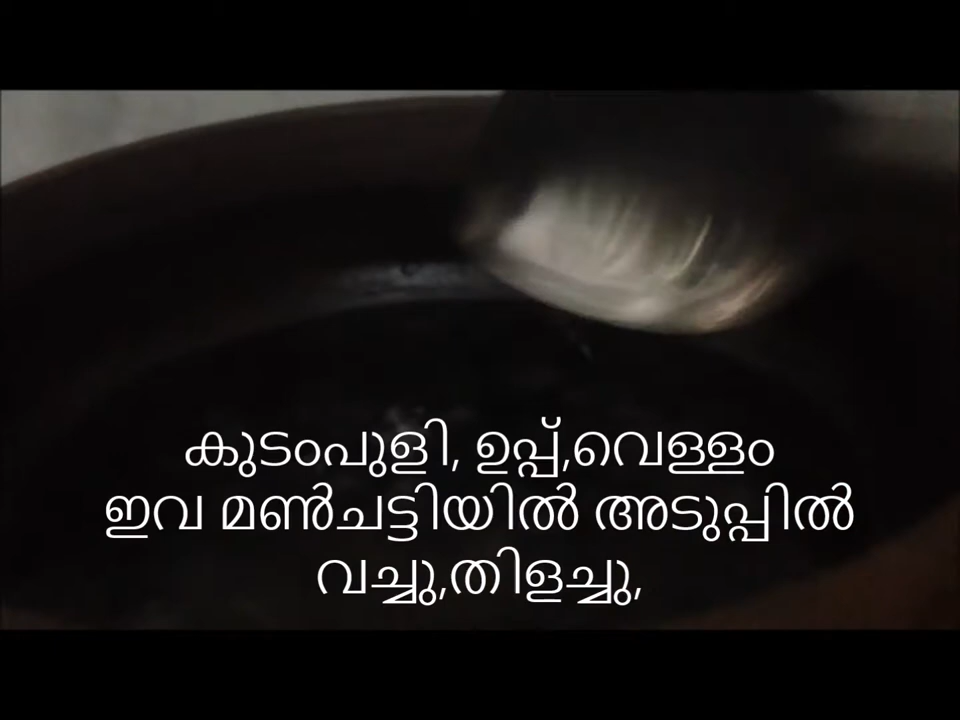 കുടംപുളി, ഉപ്പ്,വെള്ളം
ഇവ മൺചട്ടിയിൽ അടുപ്പിൽ
വച്ചു,തിളച്ചു,